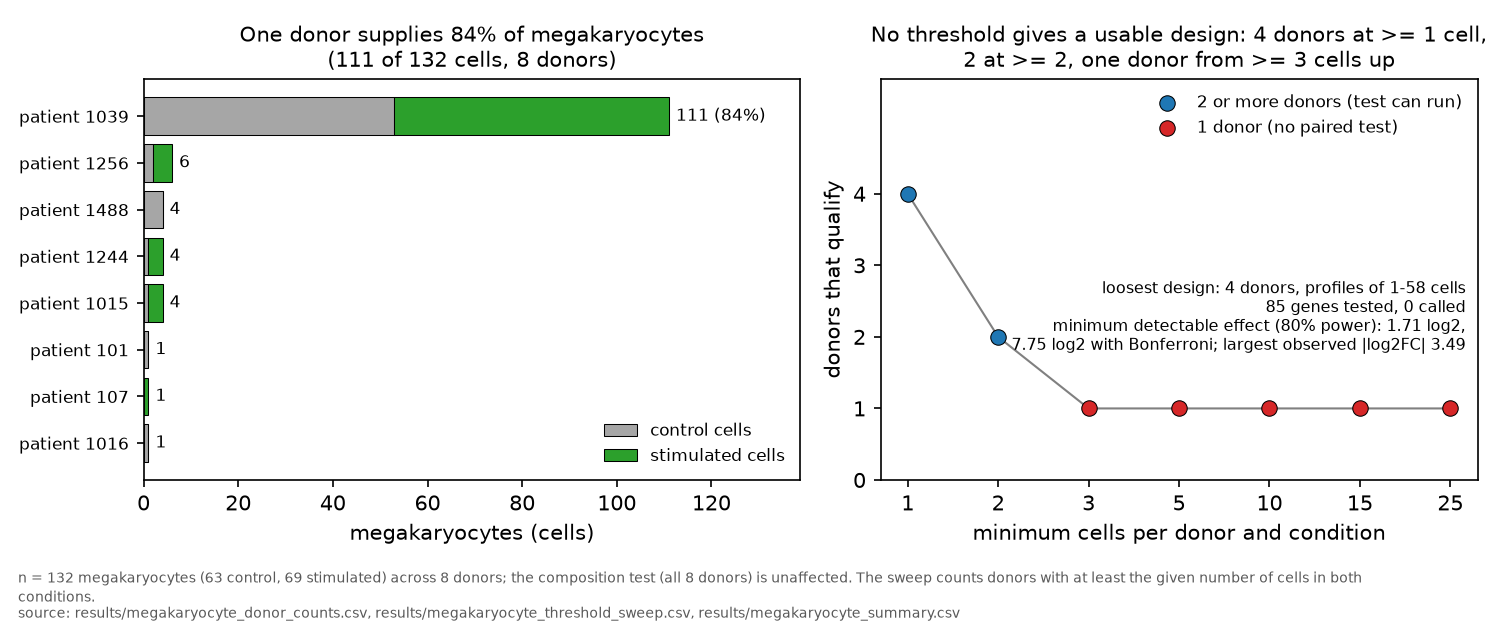 One donor supplies 84% of megakaryocytes
(111 of 132 cells, 8 donors)
patient 1039
111 (84%)
patient 1256
6
patient 1488
4
patient 1244
4
patient 1015
4
patient 101
1
patient 107
1
patient 1016
1
control cells
stimulated cells
0 20 40 60 80 100 120
megakaryocytes (cells)
No threshold gives a usable design: 4 donors at >= 1 cell,
2 at >= 2, one donor from >= 3 cells up
2 or more donors (test can run)
1 donor (no paired test)
donors that qualify
4
3
2
1
0
loosest design: 4 donors, profiles of 1-58 cells
85 genes tested, 0 called
minimum detectable effect (80% power): 1.71 log2,
7.75 log2 with Bonferroni; largest observed |log2FC| 3.49
1 2 3 5 10 15 25
minimum cells per donor and condition
n = 132 megakaryocytes (63 control, 69 stimulated) across 8 donors; the composition test (all 8 donors) is unaffected. The sweep counts donors with at least the given number of cells in both
conditions.
source: results/megakaryocyte_donor_counts.csv, results/megakaryocyte_threshold_sweep.csv, results/megakaryocyte_summary.csv